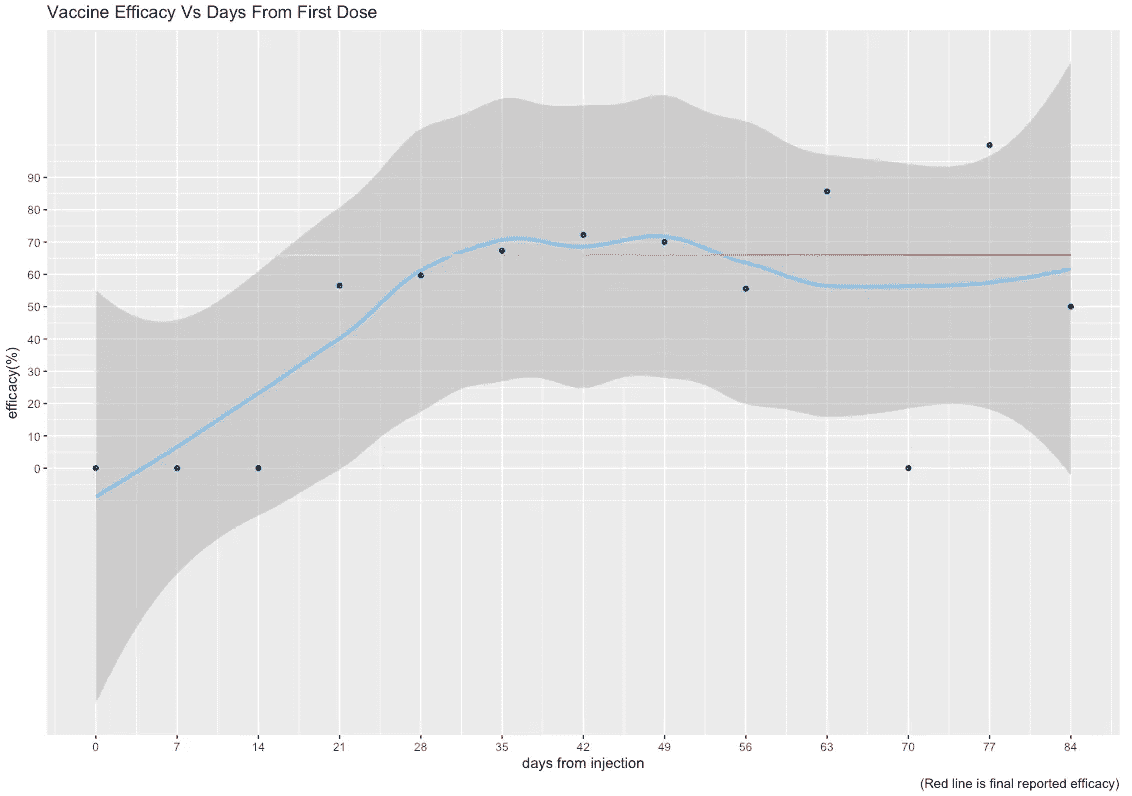 Vaccine Efficacy Vs Days From First Dose
efficacy(%)
90
80
70
60
50
40
30
20
10
0
0 7 14 21 28 35 42 49 56 63 70 77 84
days from injection
(Red line is final reported efficacy)